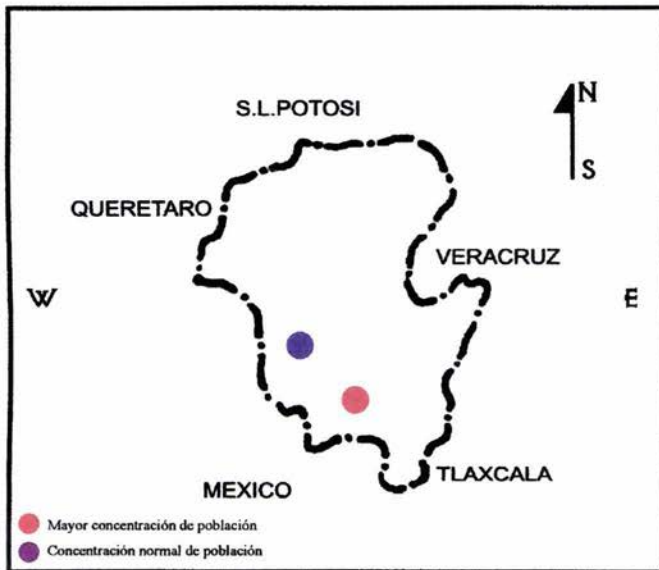 S.L.POTOSI
N
S
QUERETARO
VERACRUZ
W
E
MEXICO
TLAXCALA
Mayor concentración de población
Concentración normal de población